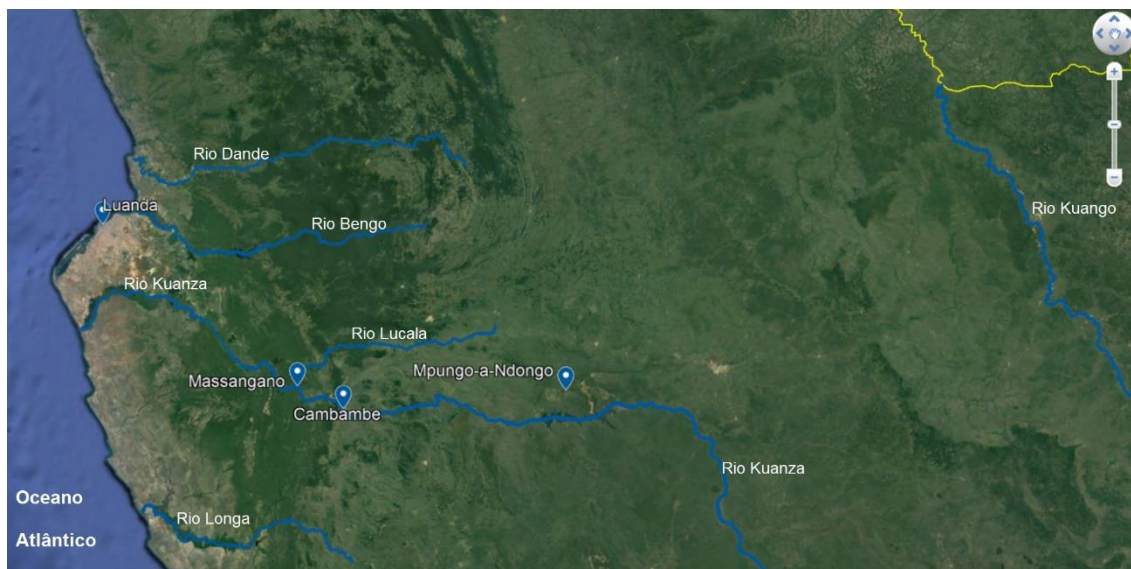 Rio Dande
Luanda
Rio Bengo
Rio Kuango
Rio Kuanza
Rio Lucala
Massangano
Mpungo-a-Ndongo
Cambambe
Rio Kuanza
Oceano
Atlântico
Rio Longa